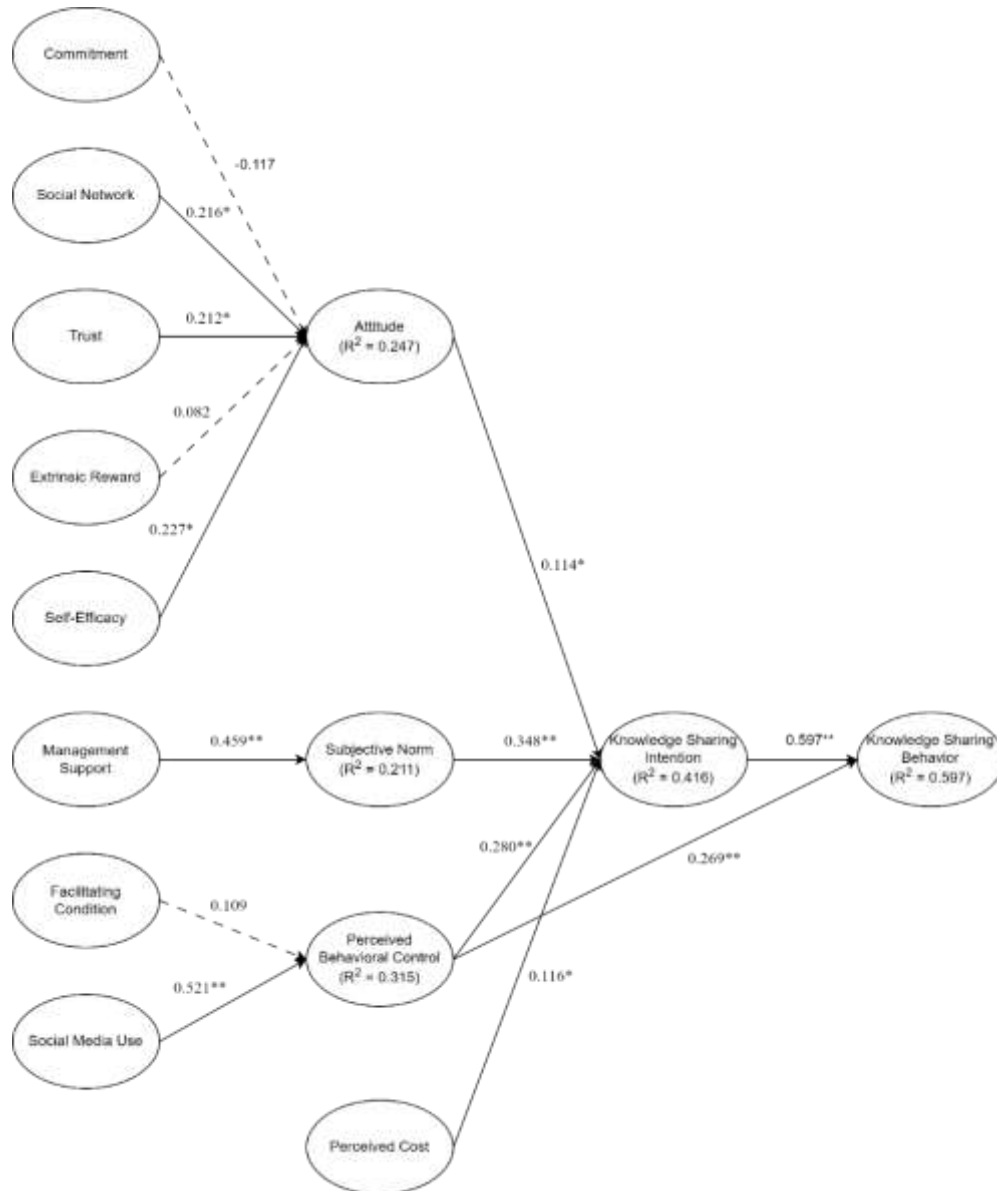 Commitment
-0.117
Social Network
0.216*
Trust
0.212*
Attitude
(R² = 0.247)
0.082
Extrinsic Reward
0.227*
0.114*
Self-Efficacy
Management
Support
0.459**
Subjective Norm
(R² = 0.211)
0.348**
Knowledge Sharing
Intention
(R² = 0.416)
0.597**
Knowledge Sharing
Behavior
(R² = 0.597)
0.280**
0.269**
Facilitating
Condition
0.109
Perceived
Behavioral Control
(R² = 0.315)
0.116*
0.521**
Social Media Use
Perceived Cost